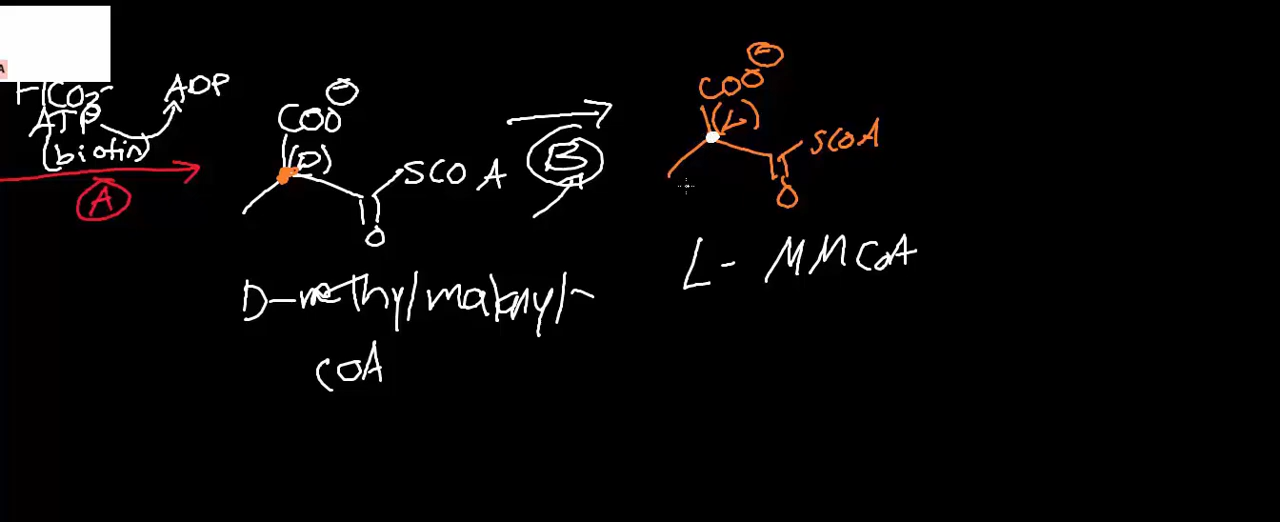 A
HCO3-
ATP
ADP
(biotin)
A
COO⊖
(D)
SCOA
O
D-methylmalonyl-
COA
B
COO⊖
(L)
SCOA
O
L- MMCOA